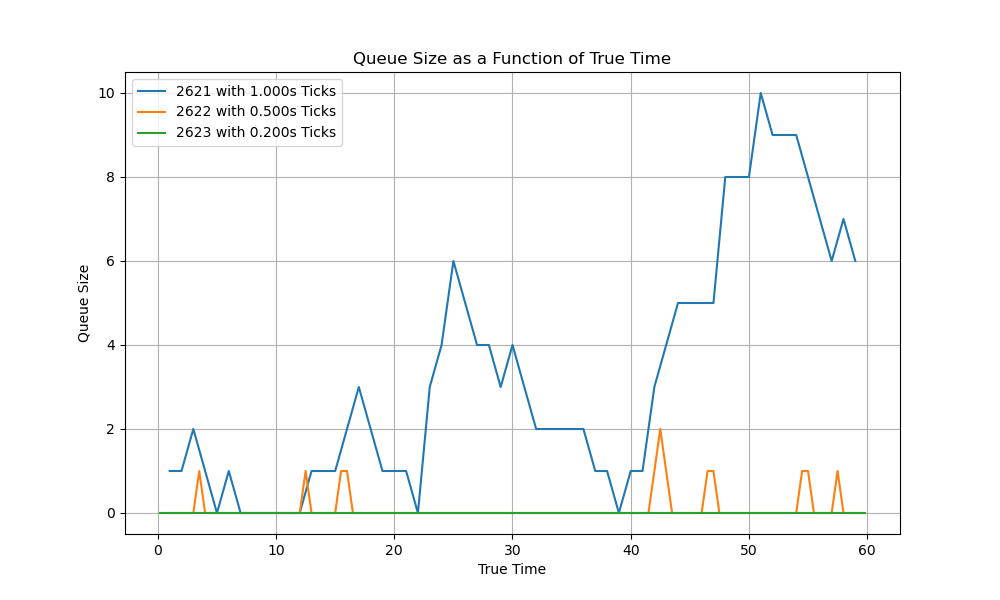 Queue Size as a Function of True Time
2621 with 1.000s Ticks
2622 with 0.500s Ticks
2623 with 0.200s Ticks
10
8
6
4
2
0
Queue Size
0 10 20 30 40 50 60
True Time